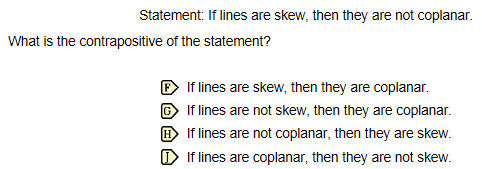 Statement: If lines are skew, then they are not coplanar.
What is the contrapositive of the statement?
F If lines are skew, then they are coplanar.
G If lines are not skew, then they are coplanar.
H If lines are not coplanar, then they are skew.
J If lines are coplanar, then they are not skew.